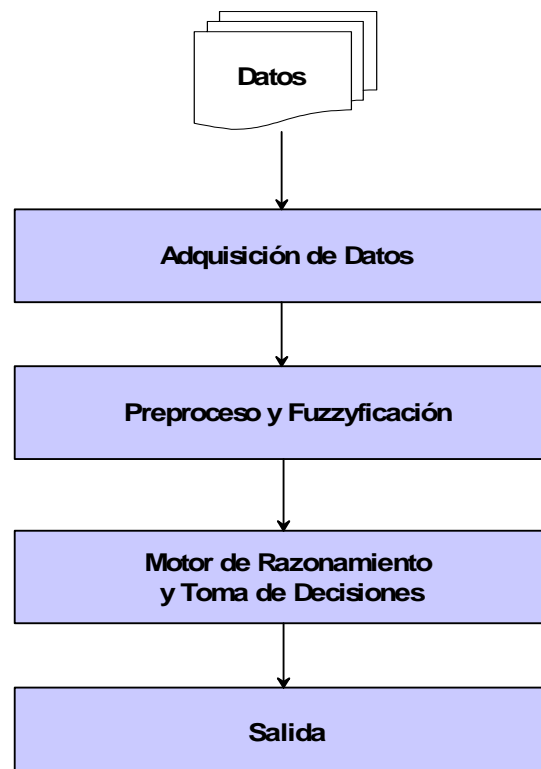 Datos
Adquisición de Datos
Preproceso y Fuzzyficación
Motor de Razonamiento
y Toma de Decisiones
Salida